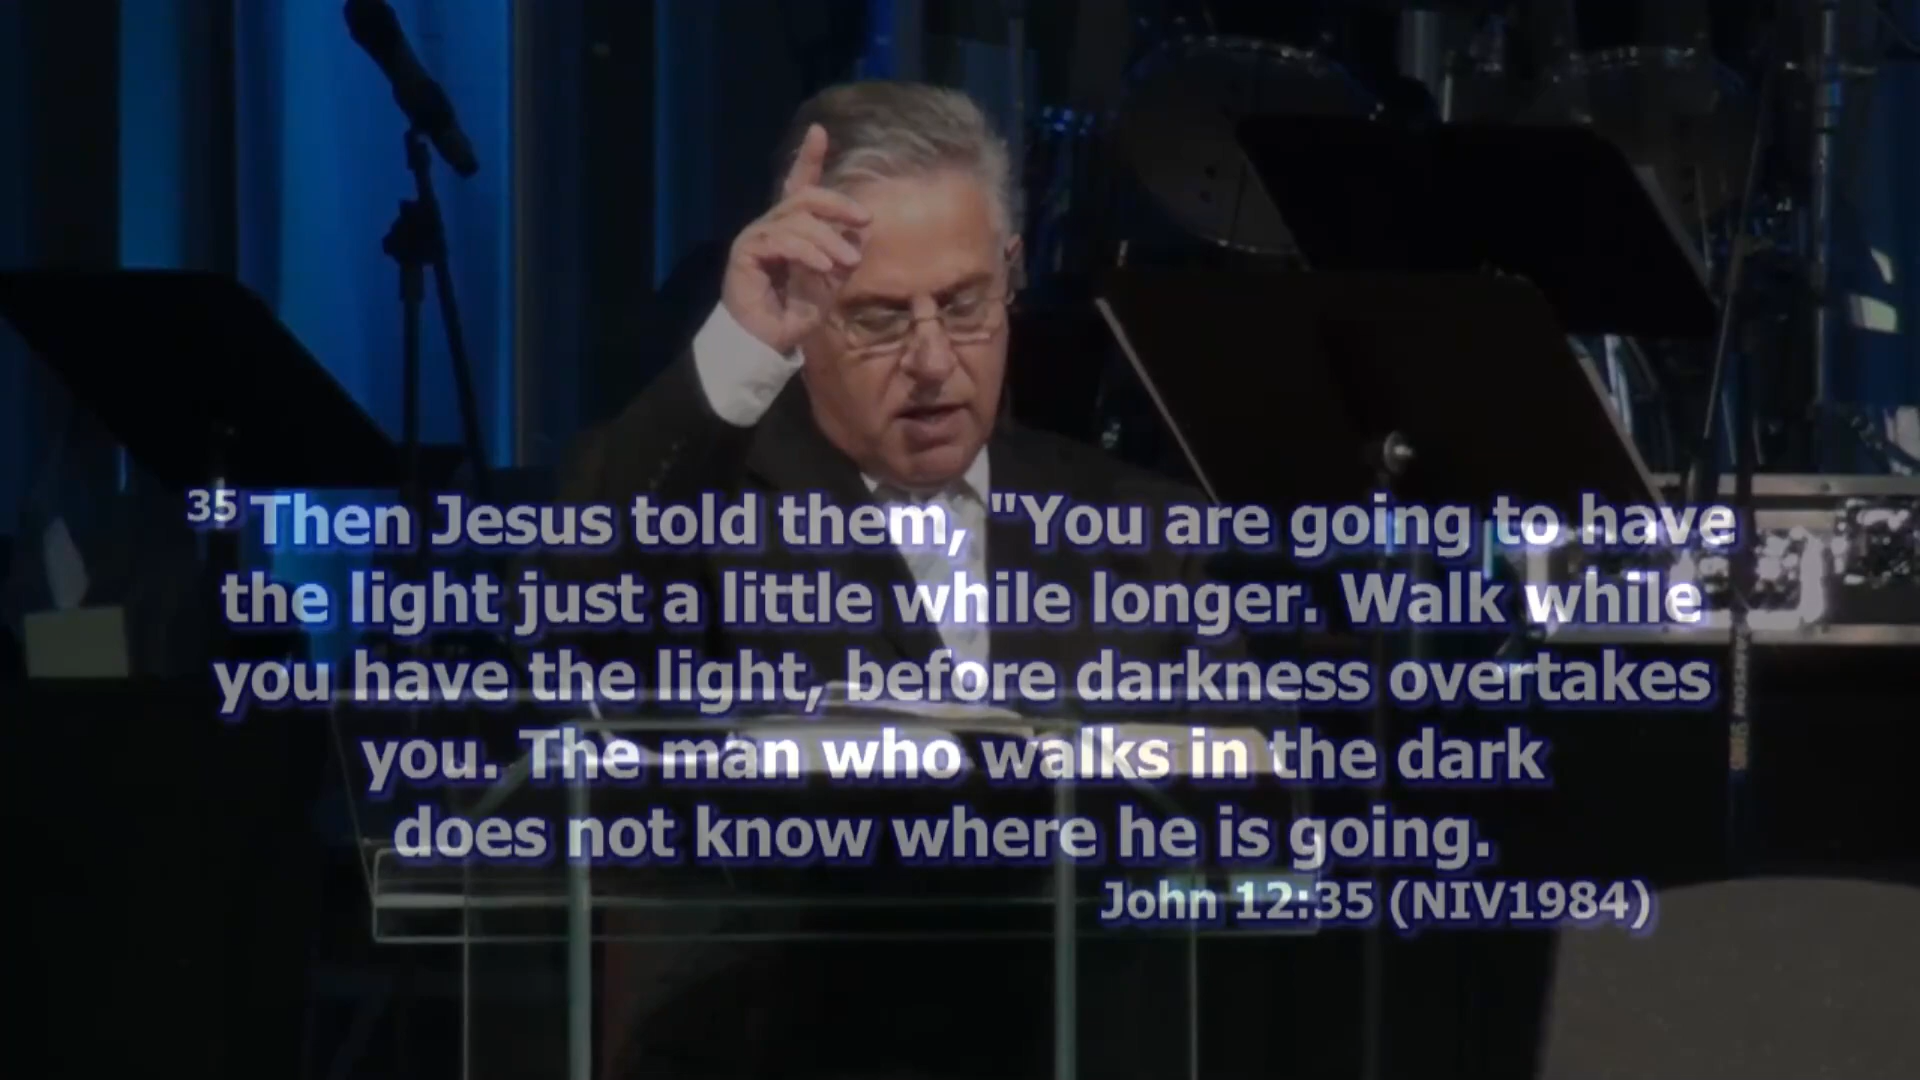 35 Then Jesus told them, "You are going to have
the light just a little while longer. Walk while
you have the light, before darkness overtakes
you. The man who walks in the dark
does not know where he is going.
John 12:35 (NIV1984)